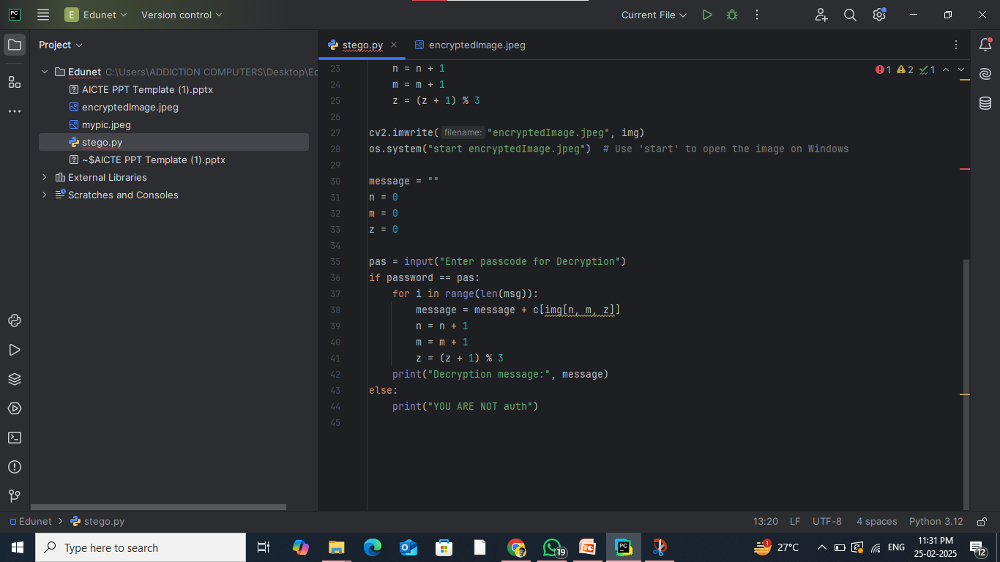 PC
E Edunet
Version control
Current File
Project
stego.py
encryptedImage.jpeg
Edunet C:\Users\ADDICTION COMPUTERS\Desktop\Ed
AICTE PPT Template (1).pptx
encryptedImage.jpeg
mypic.jpeg
stego.py
~$AICTE PPT Template (1).pptx
External Libraries
Scratches and Consoles
1 2 1
23 n = n + 1
24 m = m + 1
25 z = (z + 1) % 3
26
27 cv2.imwrite( filename: "encryptedImage.jpeg", img)
28 os.system("start encryptedImage.jpeg")  # Use 'start' to open the image on Windows
29
30 message = ""
31 n = 0
32 m = 0
33 z = 0
34
35 pas = input("Enter passcode for Decryption")
36 if password == pas:
37 for i in range(len(msg)):
38 message = message + c[img[n, m, z]]
39 n = n + 1
40 m = m + 1
41 z = (z + 1) % 3
42 print("Decryption message:", message)
43 else:
44 print("YOU ARE NOT auth")
45
Edunet > stego.py
13:20 LF UTF-8 4 spaces Python 3.12
Type here to search
19
PC
1
27°C
ENG
11:31 PM
25-02-2025
12